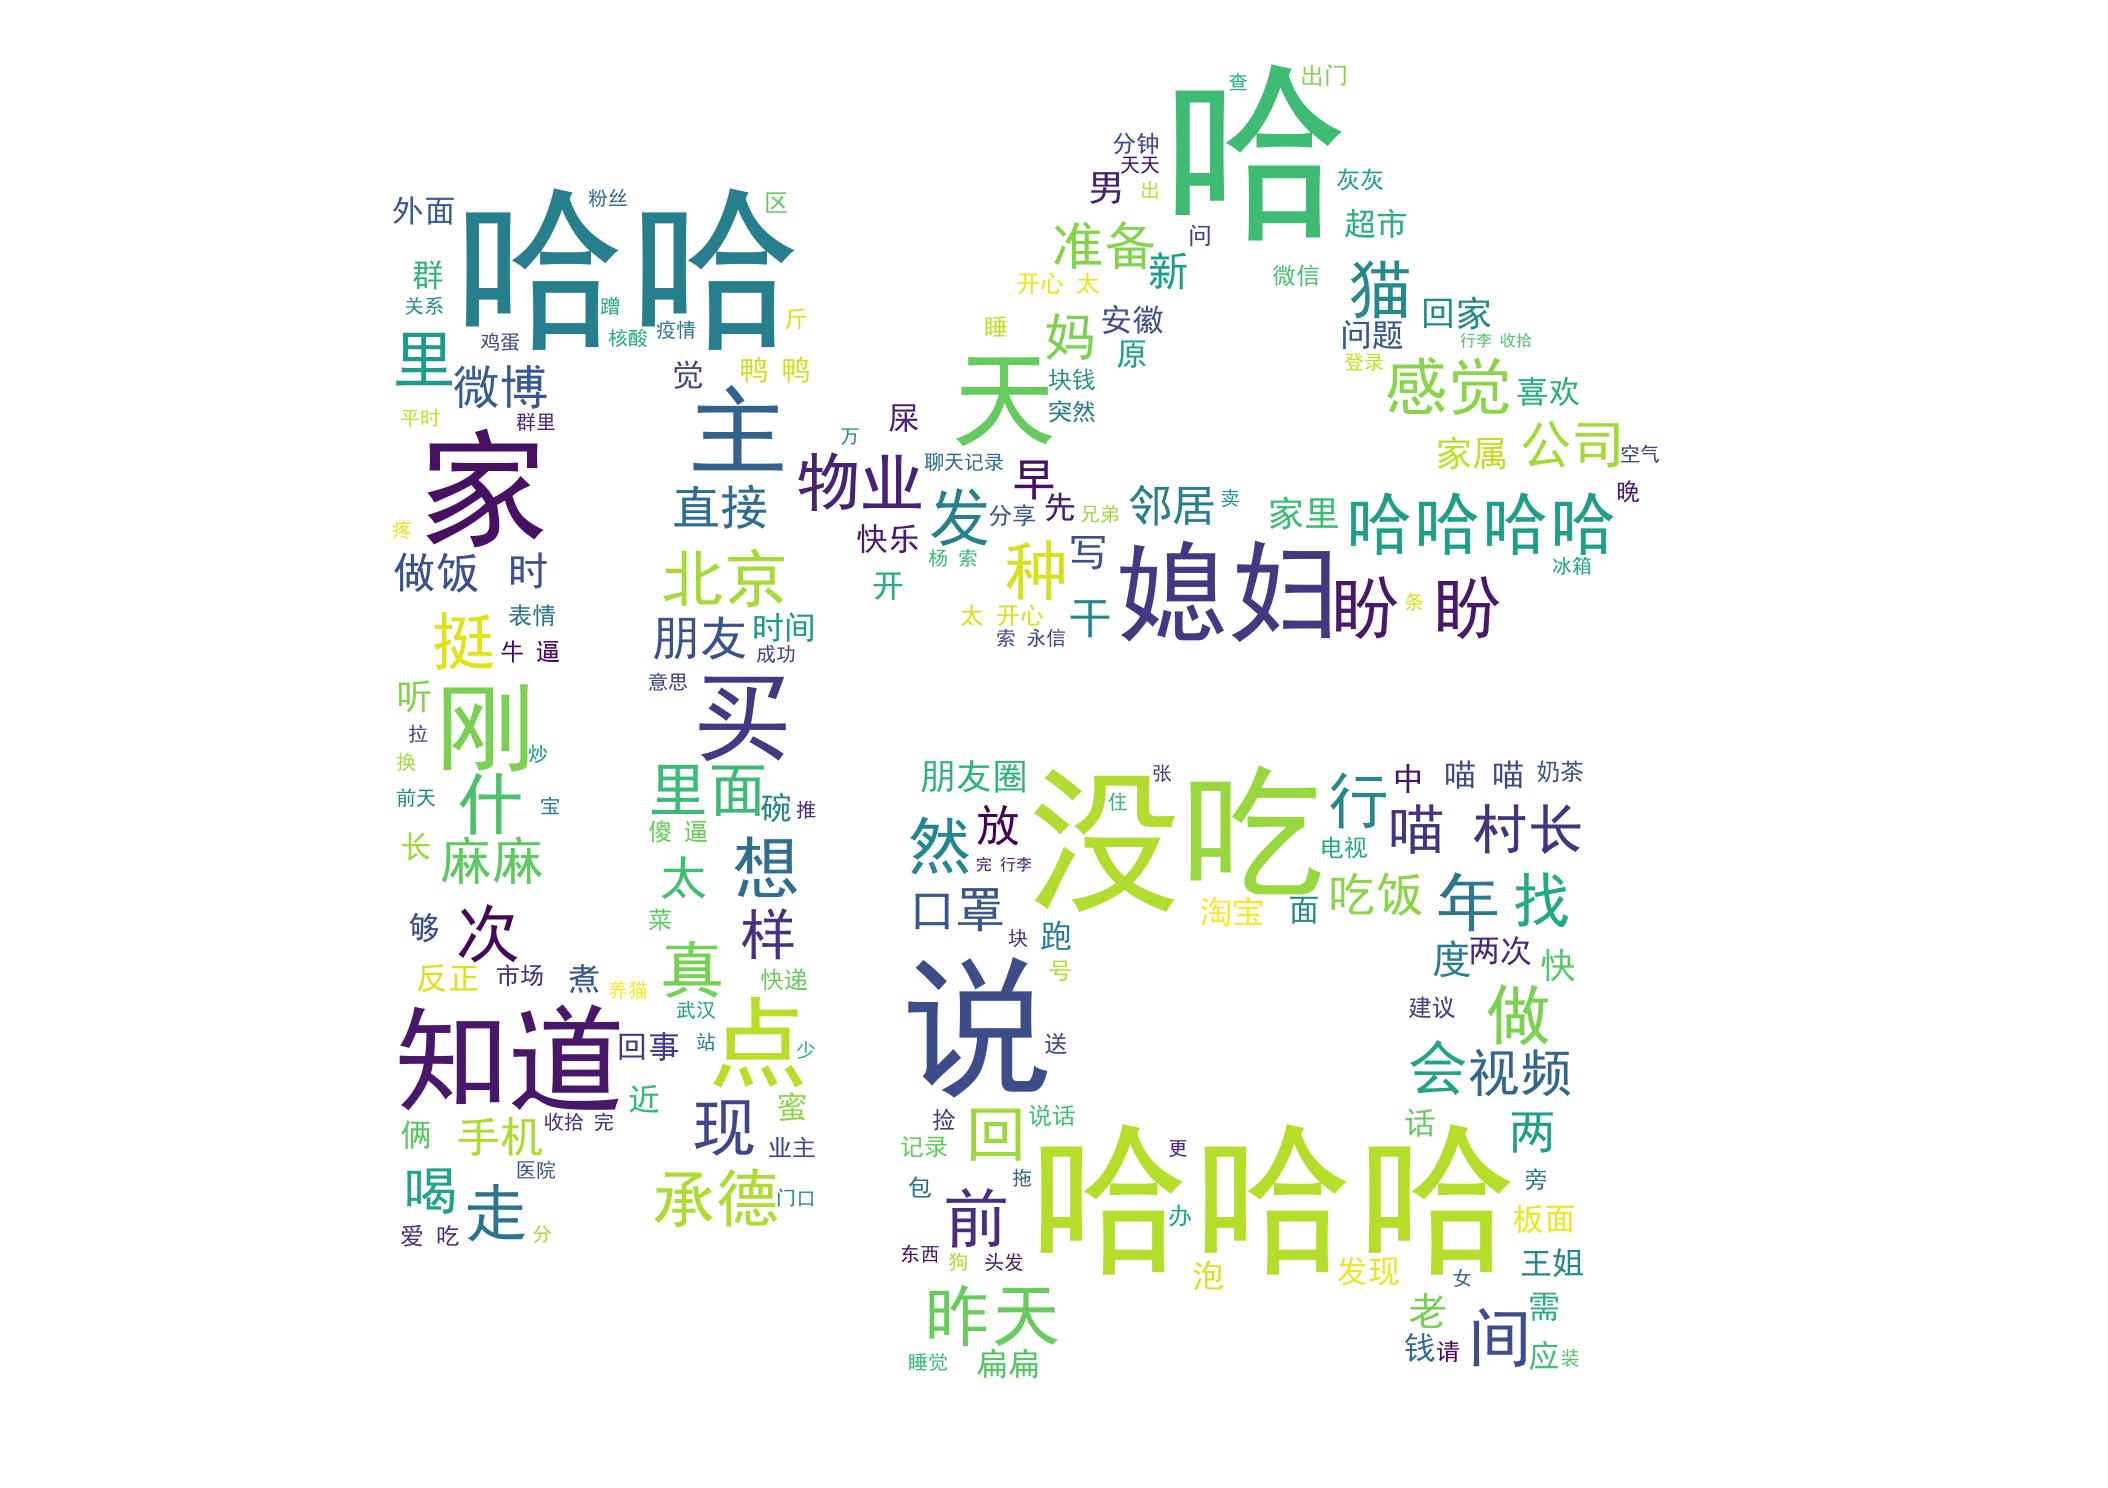 哈
查
出门
分钟
天天
男
出
灰灰
超市
准备
问
新
微信
猫
开心 太
回家
安徽
问题
行李 收拾
睡
妈
原
登录
天
块钱
突然
感觉
喜欢
家属
公司
空气
晚
外面
哈哈
粉丝
区
群
关系
蹭
斤
鸡蛋
核酸
疫情
里
微博
觉
鸭 鸭
平时
群里
主
屎
万
物业
聊天记录
早
家
直接
快乐
发
分享
先
兄弟
邻居
卖
家里
哈哈哈哈
疼
杨 索
种
写
媳妇
冰箱
盼 盼
条
做饭
时
北京
开
太 开心
干
索 永信
表情
朋友
时间
成功
挺
牛 逼
意思
听
刚
买
拉
换
炒
里面
前天
什
宝
碗
推
长
麻麻
傻 逼
太
想
够
次
菜
样
反正
市场
煮
养猫
真
快递
武汉
知道
回事
站
点
少
近
俩
手机
收拾 完
现
蜜
业主
喝
医院
走
承德
门口
爱 吃
分
朋友圈
没吃
张
住
行
中
喵 喵
奶茶
然
放
喵
村长
完 行李
电视
口罩
淘宝
面
吃饭
年
找
块
跑
度
两次
快
号
说
建议
做
送
会
视频
捡
回
说话
话
两
记录
哈哈哈
更
包
前
拖
办
旁
板面
东西
狗
头发
泡
发现
女
王姐
昨天
老
需
间
睡觉
扁扁
钱
请
应
装